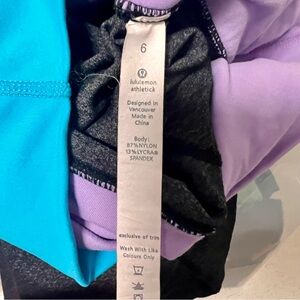 6
lululemon
athletica
Designed in
Vancouver
Made in
China
Body:
87%NYLON
13%LYCRA®
SPANDEX
exclusive of trim
Wash With Like
Colours Only